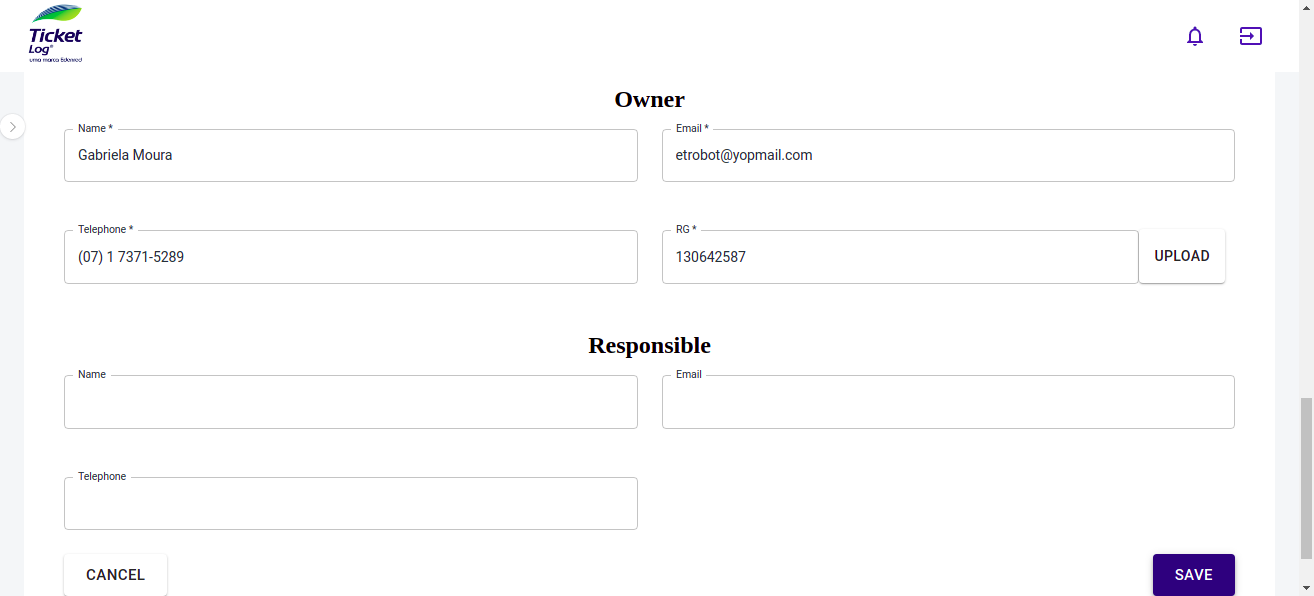 Ticket
Log®
uma marca Edenred
Owner
Name *
Gabriela Moura
Email *
etrobot@yopmail.com
Telephone *
(07) 1 7371-5289
RG *
130642587
UPLOAD
Responsible
Name
Email
Telephone
CANCEL
SAVE